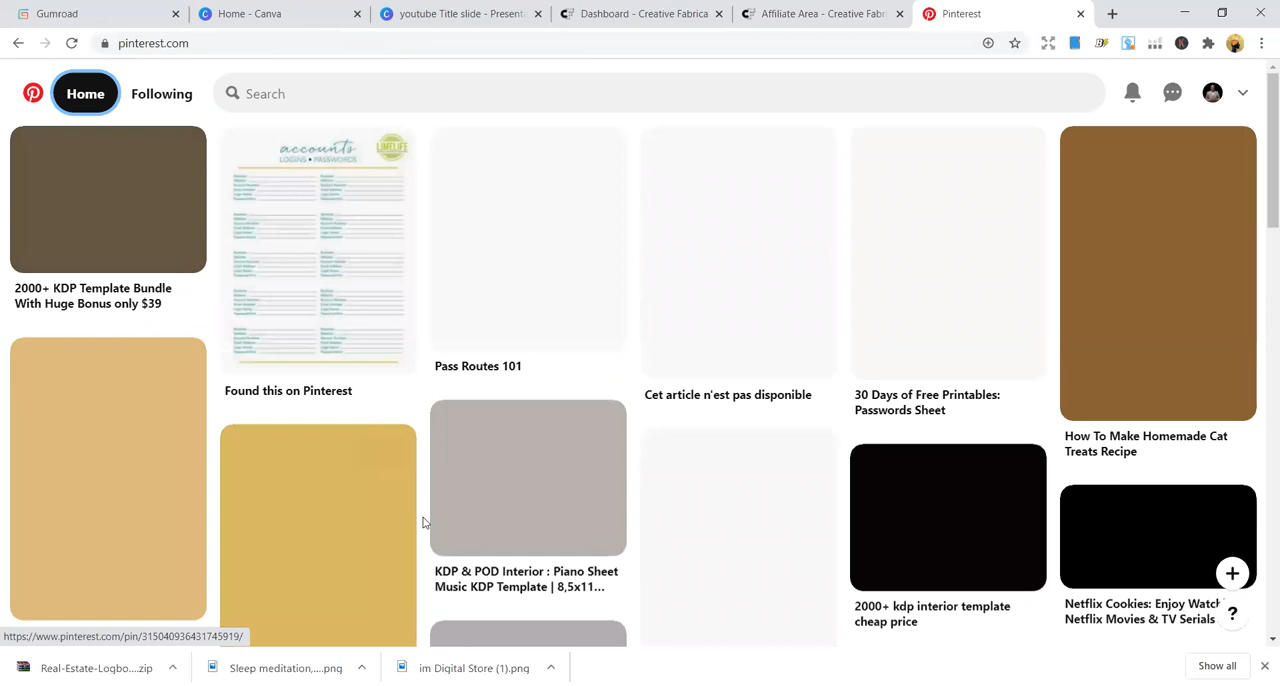 Gumroad
Home - Canva
youtube Title slide - Presenta
Dashboard - Creative Fabrica
Affiliate Area - Creative Fabri
Pinterest
pinterest.com
Home
Following
Search
accounts
LOGINS • PASSWORDS
LIMELIFE
2000+ KDP Template Bundle
With Huge Bonus only $39
Found this on Pinterest
Pass Routes 101
Cet article n'est pas disponible
30 Days of Free Printables:
Passwords Sheet
How To Make Homemade Cat
Treats Recipe
KDP & POD Interior : Piano Sheet
Music KDP Template | 8,5x11...
2000+ kdp interior template
cheap price
Netflix Cookies: Enjoy Watch
Netflix Movies & TV Serials
?
https://www.pinterest.com/pin/315040936431745919/
Real-Estate-Logbo....zip
Sleep meditation,....png
im Digital Store (1).png
Show all